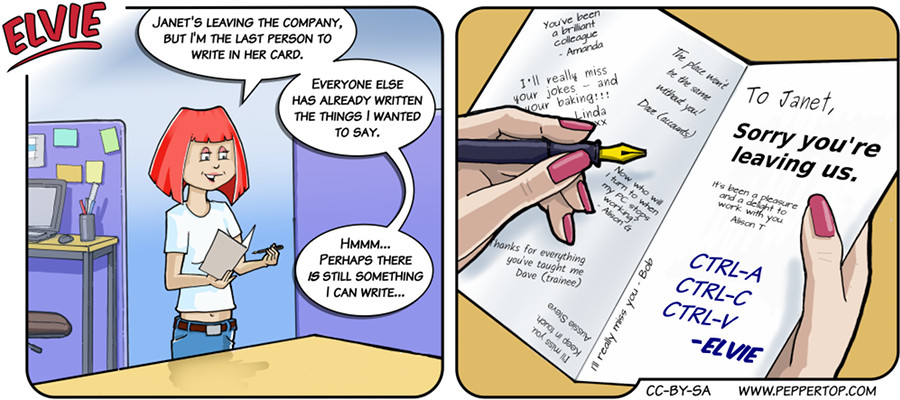 ELVIE
JANET'S LEAVING THE COMPANY,
BUT I'M THE LAST PERSON TO
WRITE IN HER CARD.
EVERYONE ELSE
HAS ALREADY WRITTEN
THE THINGS I WANTED
TO SAY.
HMMM...
PERHAPS THERE
IS STILL SOMETHING
I CAN WRITE...
You've been
a brilliant
colleague
- Amanda
I'll really miss
your jokes - and
your baking!!!
Linda
xx
The place won't
be the same
without you!
Dave (accounts)
Now who will
I turn to when
my PC stops
working?
- Alison G
Thanks for everything
you've taught me
Dave (trainee)
I'll miss you.
Keep in touch.
Aussie Steve
I'll really miss you - Bob
To Janet,
Sorry you're
leaving us.
It's been a pleasure
and a delight to
work with you
Alison T
CTRL-A
CTRL-C
CTRL-V
-ELVIE
CC-BY-SA
WWW.PEPPERTOP.COM